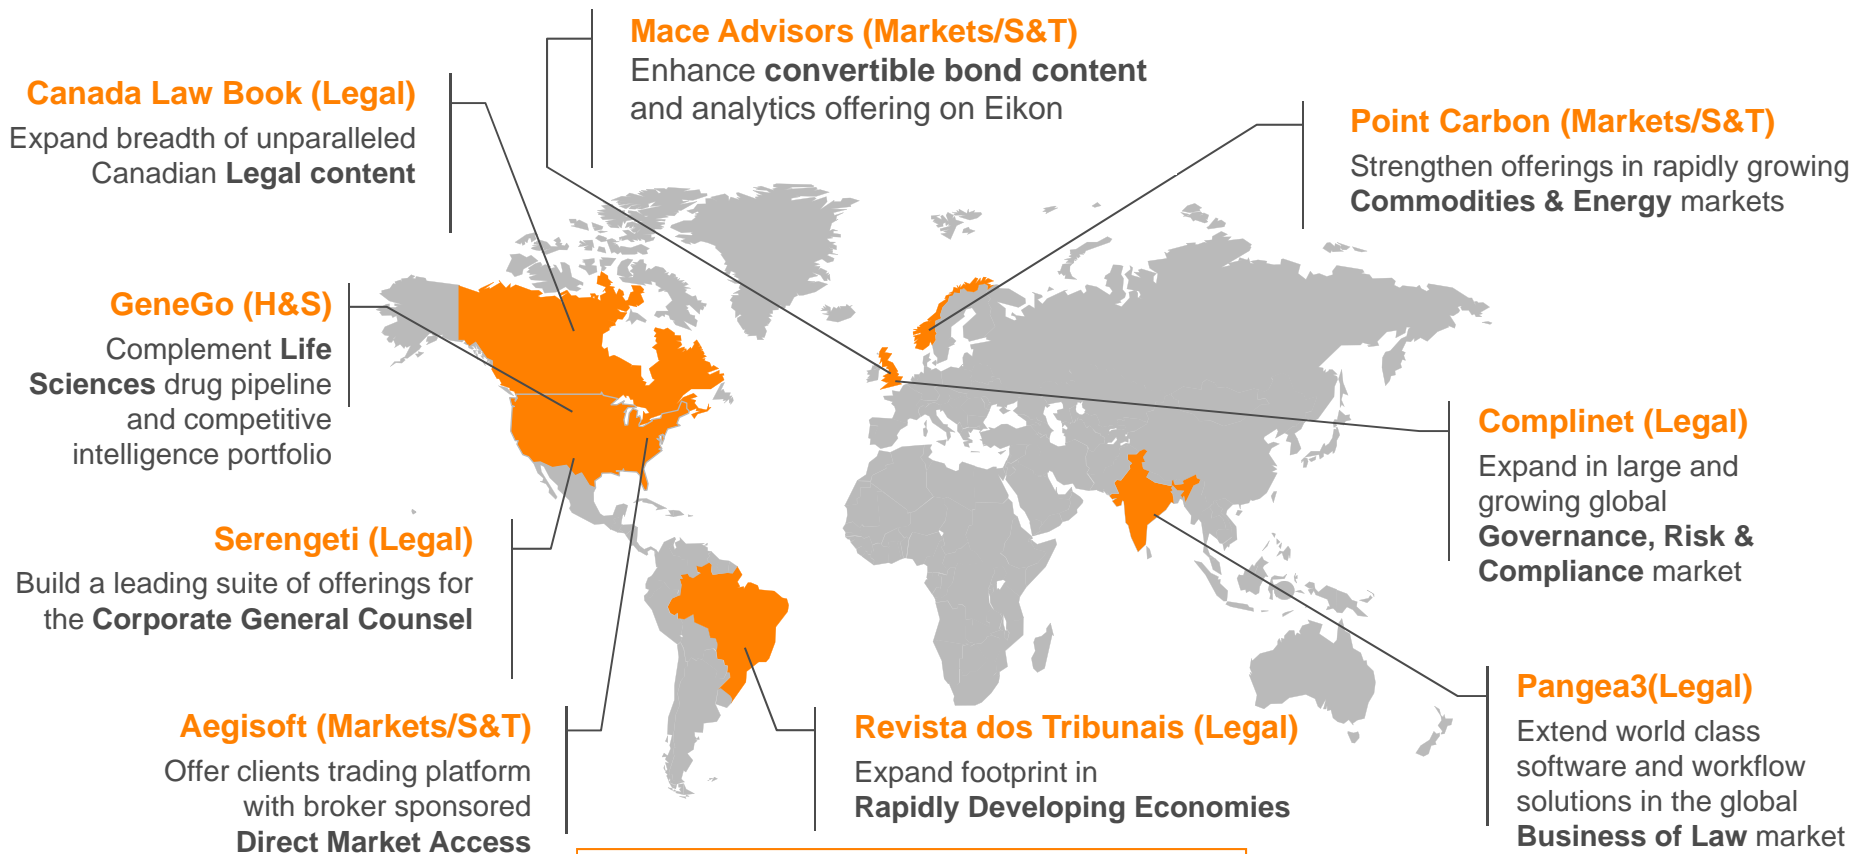 Mace Advisors (Markets/S&T)
Enhance convertible bond content
and analytics offering on Eikon
Canada Law Book (Legal)
Expand breadth of unparalleled
Canadian Legal content
Point Carbon (Markets/S&T)
Strengthen offerings in rapidly growing
Commodities & Energy markets
GeneGo (H&S)
Complement Life
Sciences drug pipeline
and competitive
intelligence portfolio
Complinet (Legal)
Expand in large and
growing global
Governance, Risk &
Compliance market
Serengeti (Legal)
Build a leading suite of offerings for
the Corporate General Counsel
Aegisoft (Markets/S&T)
Offer clients trading platform
with broker sponsored
Direct Market Access
Revista dos Tribunais (Legal)
Expand footprint in
Rapidly Developing Economies
Pangea3(Legal)
Extend world class
software and workflow
solutions in the global
Business of Law market